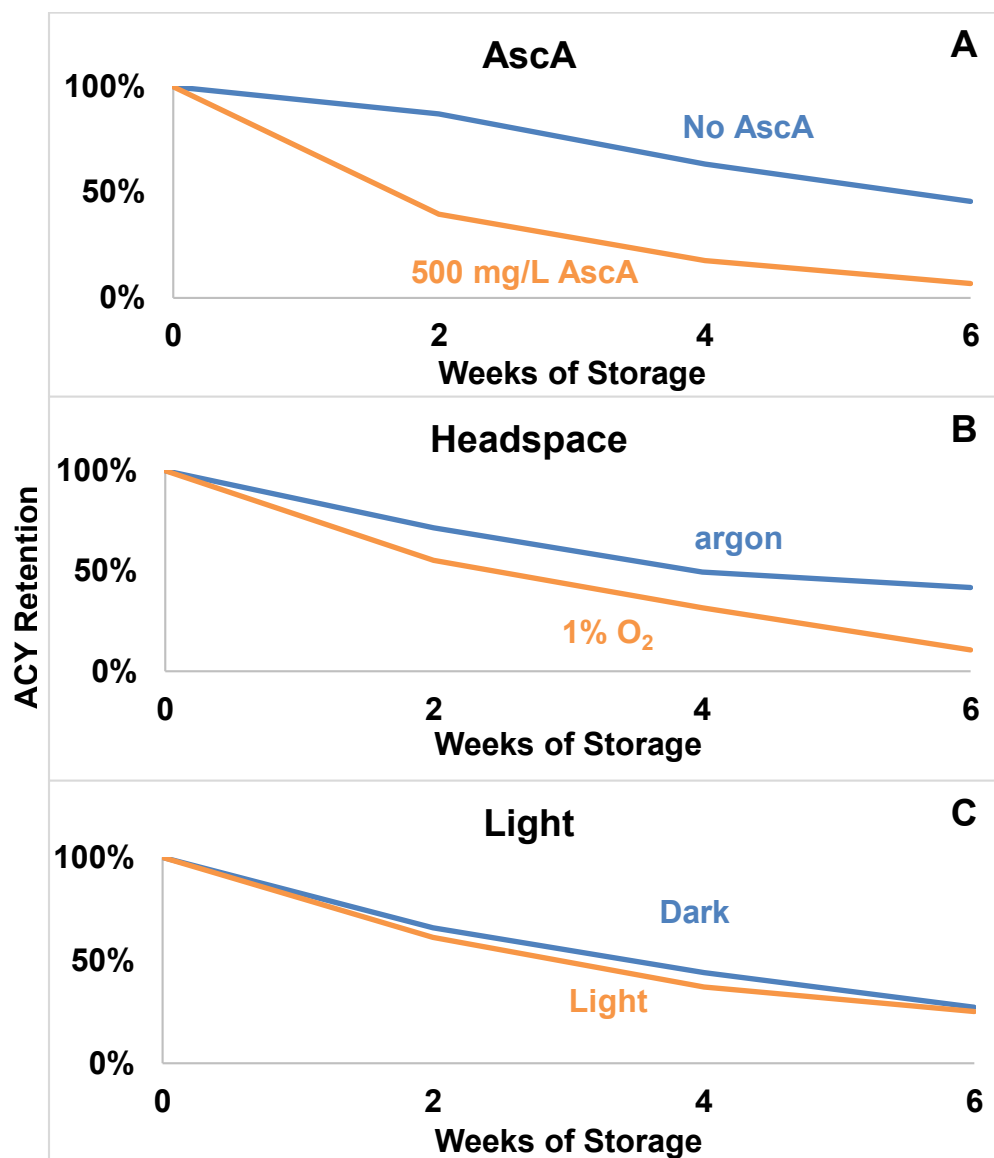 ACY Retention
A
AscA
100%
No AscA
50%
500 mg/L AscA
0%
0 2 4 6
Weeks of Storage
B
Headspace
100%
argon
50%
1% O₂
0%
0 2 4 6
Weeks of Storage
C
Light
100%
Dark
50%
Light
0%
0 2 4 6
Weeks of Storage